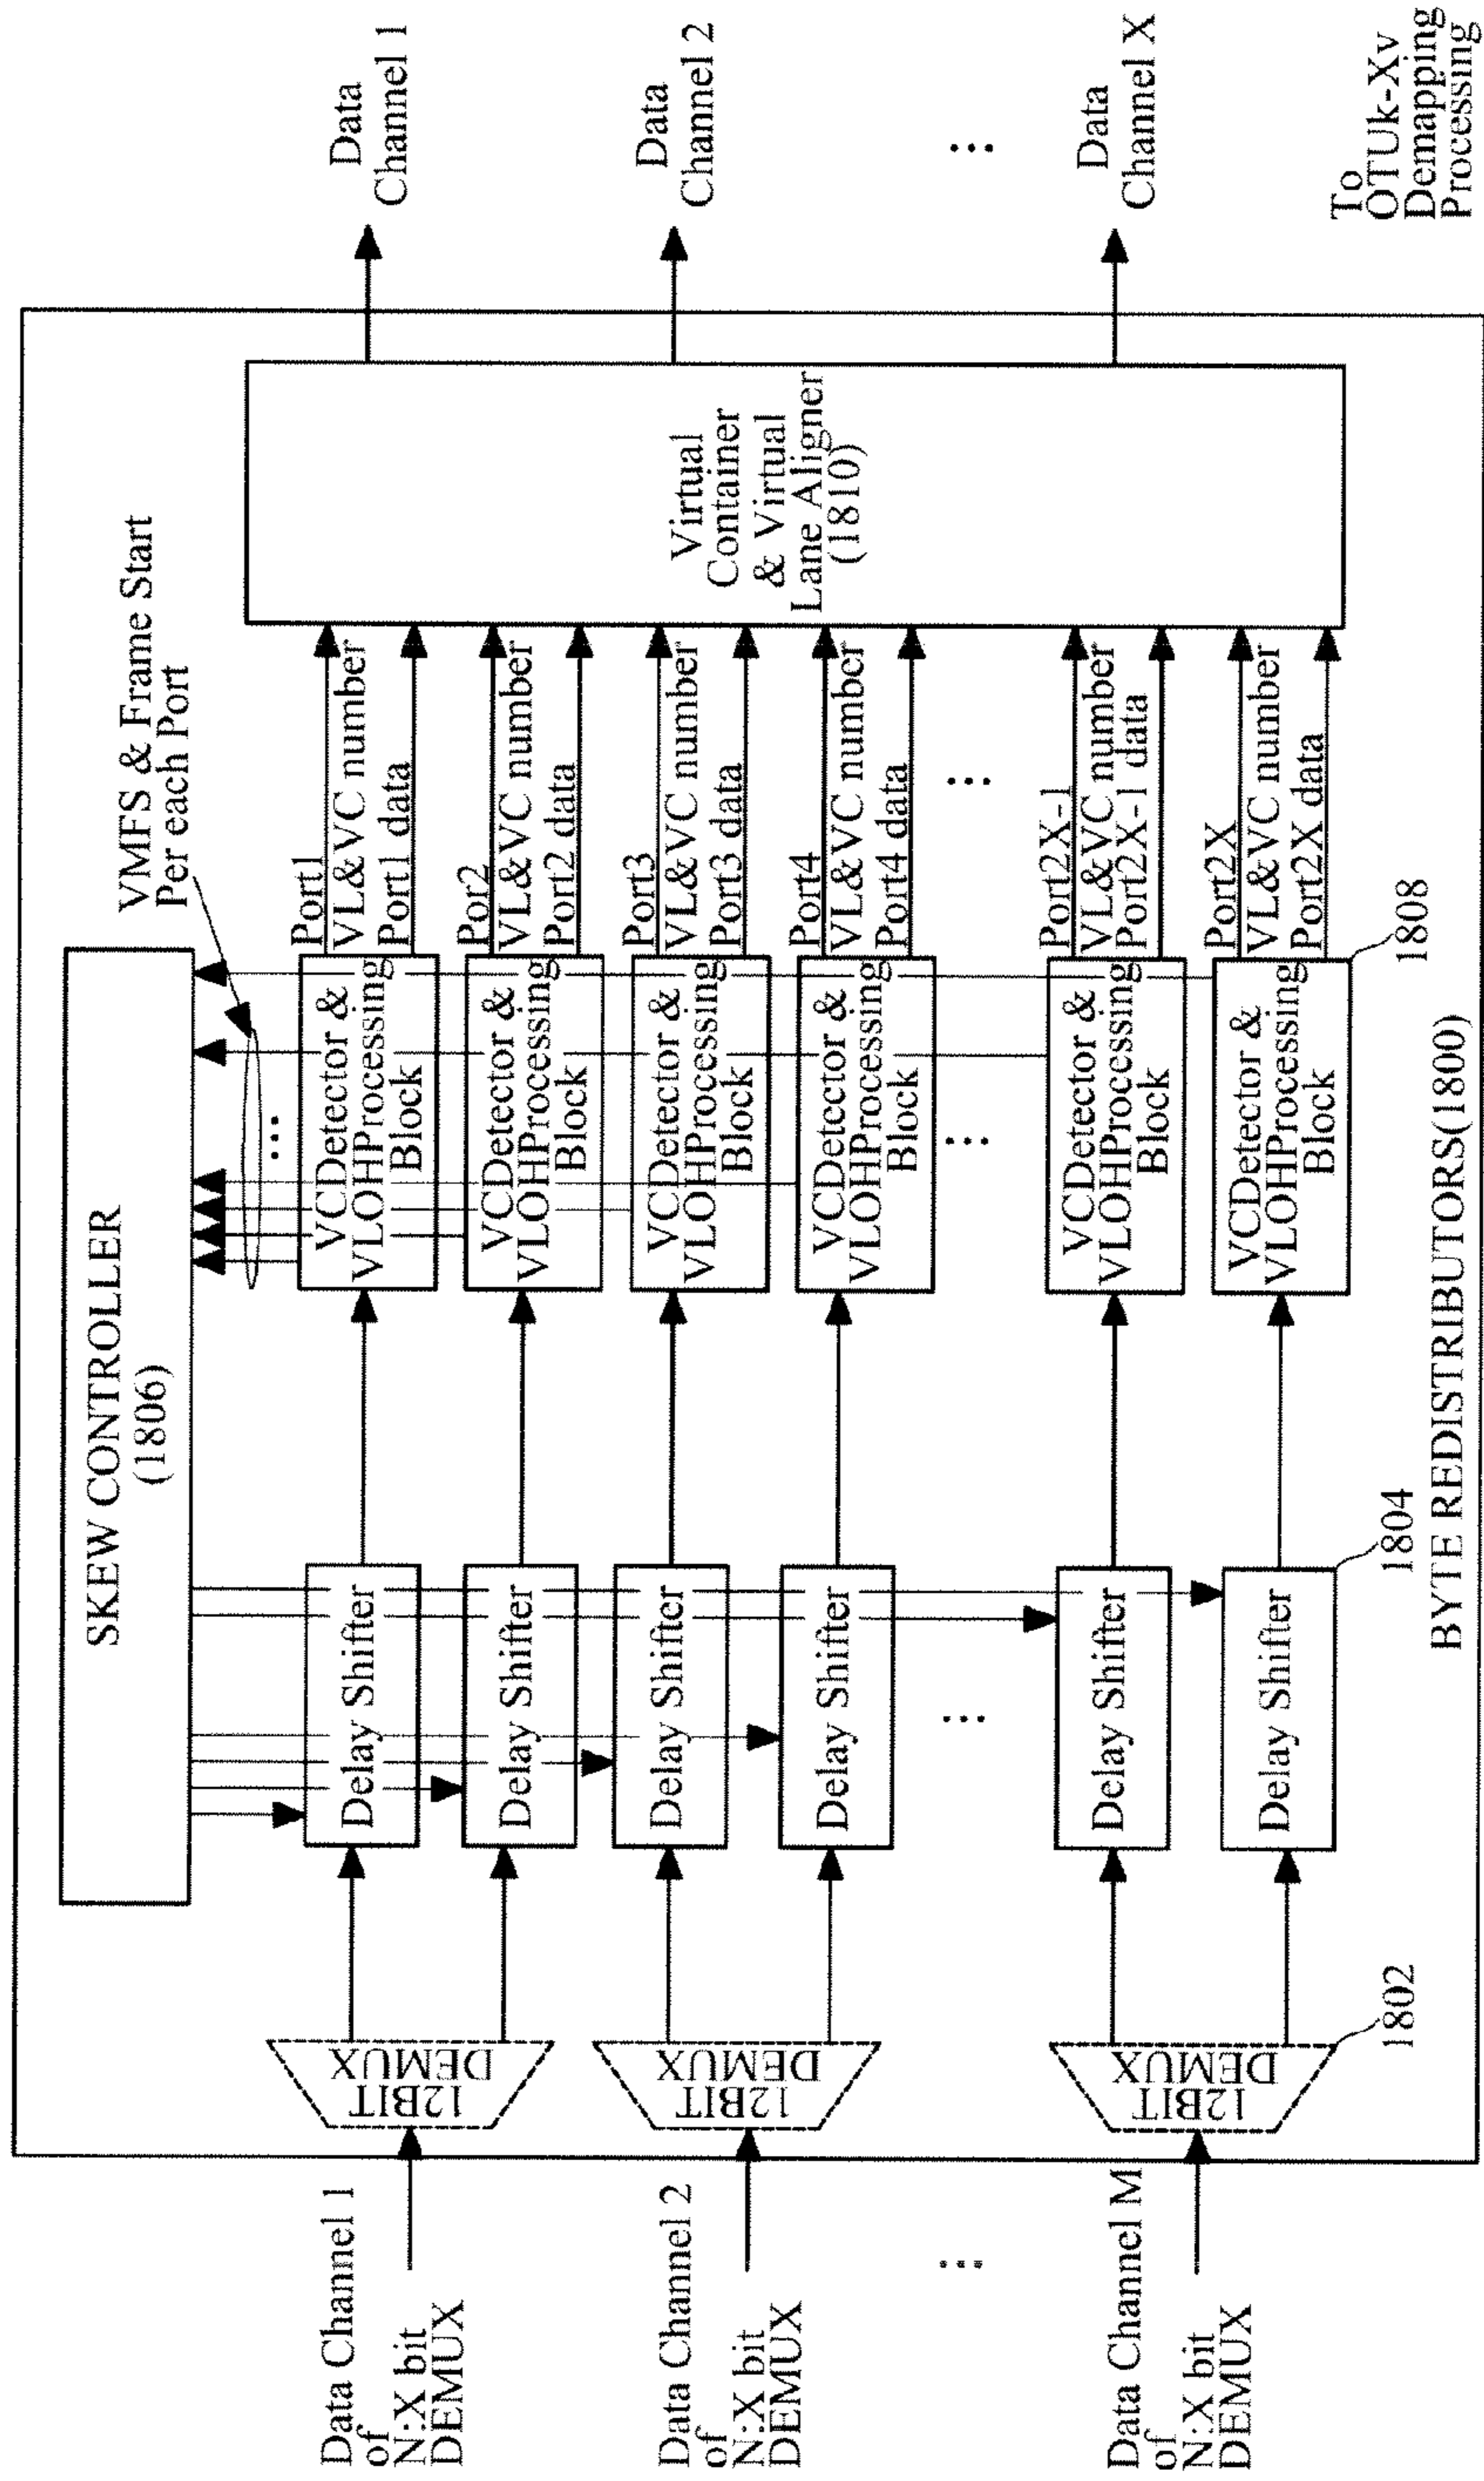 SKEW CONTROLLER
(1806)
VMFS & Frame Start
Per each Port
Data Channel 1
of
N:X bit
DEMUX
Data Channel 2
of
N:X bit
DEMUX
...
Data Channel M
of
N:X bit
DEMUX
12BIT
DEMUX
12BIT
DEMUX
12BIT
DEMUX
1802
Delay Shifter
Delay Shifter
Delay Shifter
Delay Shifter
...
Delay Shifter
Delay Shifter
1804
...
VCDetector &
VLOHProcessing
Block
VCDetector &
VLOHProcessing
Block
VCDetector &
VLOHProcessing
Block
VCDetector &
VLOHProcessing
Block
...
VCDetector &
VLOHProcessing
Block
VCDetector &
VLOHProcessing
Block
1808
Port1
VL&VC number
Port1 data
Por2
VL&VC number
Port2 data
Port3
VL&VC number
Port3 data
Port4
VL&VC number
Port4 data
...
Port2X-1
VL&VC number
Port2X-1 data
Port2X
VL&VC number
Port2X data
Virtual
Container
& Virtual
Lane Aligner
(1810)
Data
Channel 1
Data
Channel 2
...
Data
Channel X
To
OTUk-Xv
Demapping
Processing
BYTE REDISTRIBUTORS(1800)